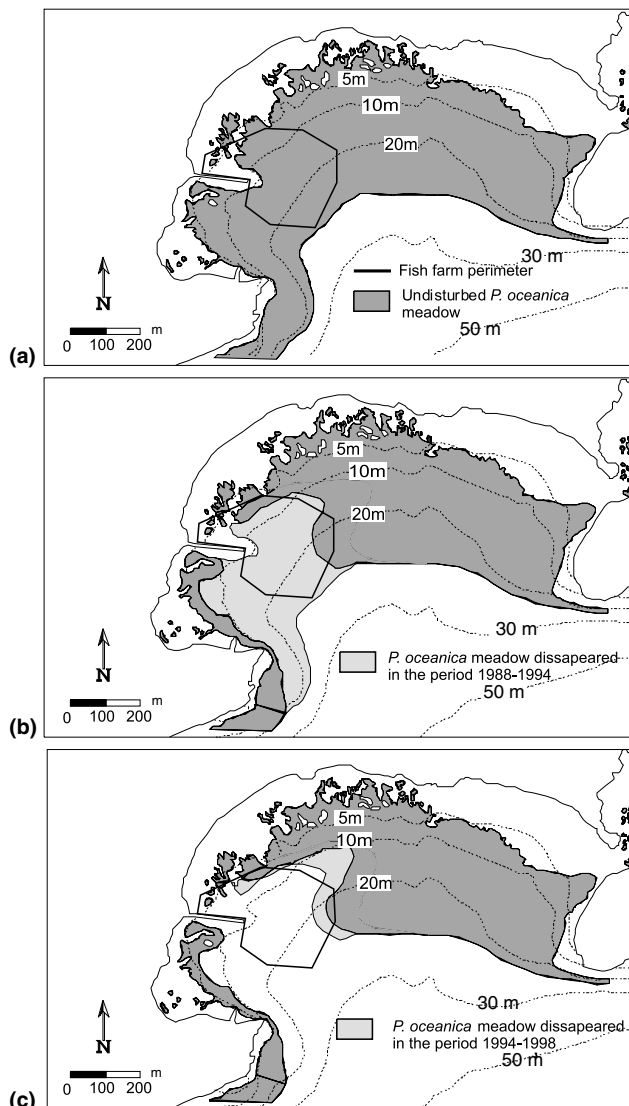 5m
10m
20m
30 m
Fish farm perimeter
Undisturbed P. oceanica
meadow
50 m
N
m
0 100 200
(a)
5m
10m
20m
30 m
P. oceanica meadow dissapeared
in the period 1988-1994
50 m
N
m
0 100 200
(b)
5m
10m
20m
30 m
P. oceanica meadow dissapeared
in the period 1994-1998
50 m
N
m
0 100 200
(c)